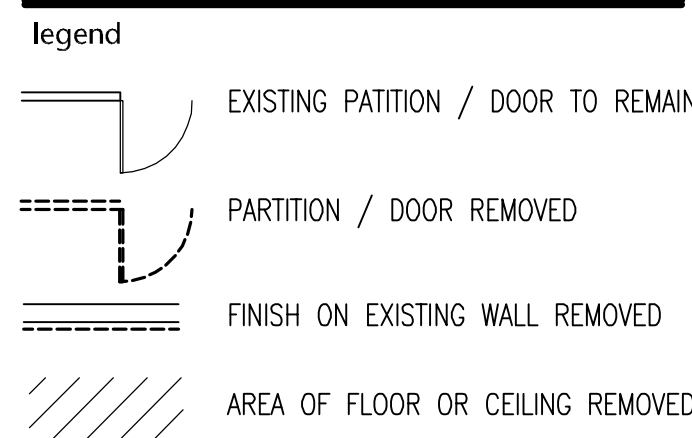 legend
EXISTING PATITION / DOOR TO REMAIN
PARTITION / DOOR REMOVED
FINISH ON EXISTING WALL REMOVED
AREA OF FLOOR OR CEILING REMOVED